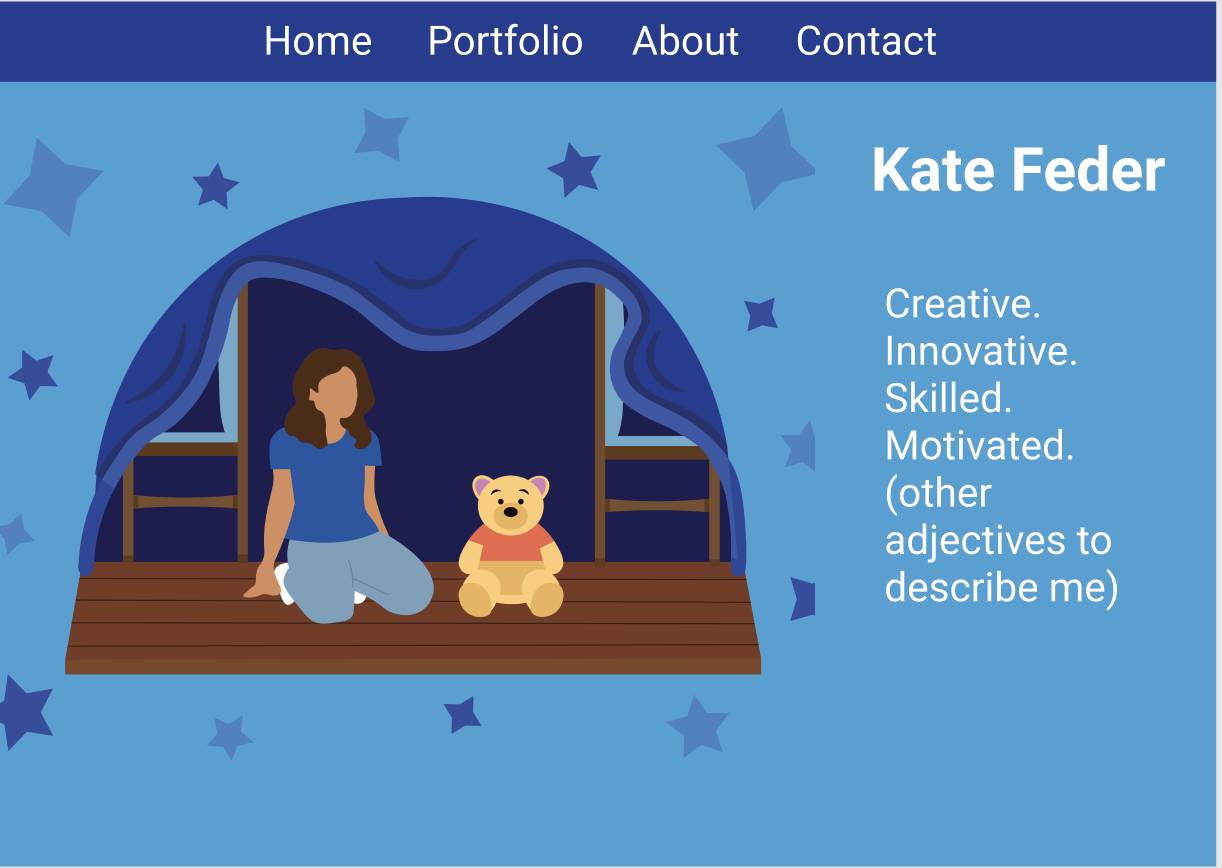 Home Portfolio About Contact
Kate Feder
Creative.
Innovative.
Skilled.
Motivated.
(other
adjectives to
describe me)